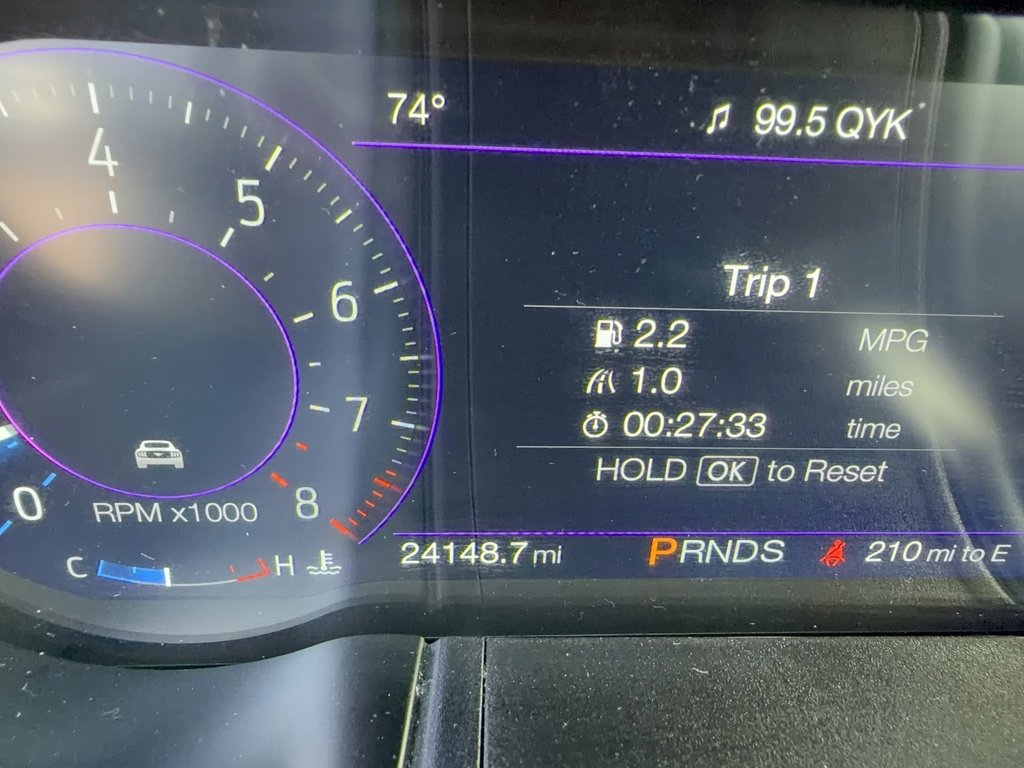 74°
99.5 QYK
4
5
6
7
8
0
RPM x1000
C
H
Trip 1
2.2 MPG
1.0 miles
00:27:33 time
HOLD OK to Reset
24148.7 mi
PRNDS
210 mi to E